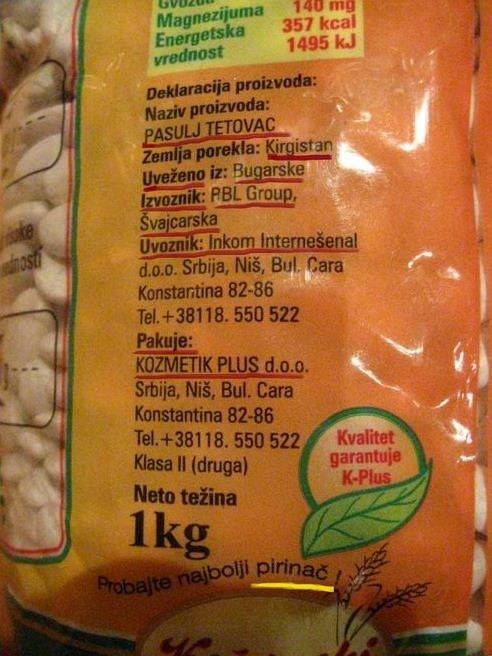 Gvožđa
Magnezijuma 140 mg
Energetska 357 kcal
vrednost 1495 kJ
Deklaracija proizvoda:
Naziv proizvoda:
PASULJ TETOVAC
Zemlja porekla: Kirgistan
Uveženo iz: Bugarske
Izvoznik: PBL Group,
Švajcarska
Uvoznik: Inkom Internešenal
d.o.o. Srbija, Niš, Bul. Cara
Konstantina 82-86
Tel.+38118. 550 522
Pakuje:
KOZMETIK PLUS d.o.o.
Srbija, Niš, Bul. Cara
Konstantina 82-86
Tel.+38118. 550 522
Klasa II (druga)
Kvalitet
garantuje
K-Plus
Neto težina
1kg
Probajte najbolji pirinač